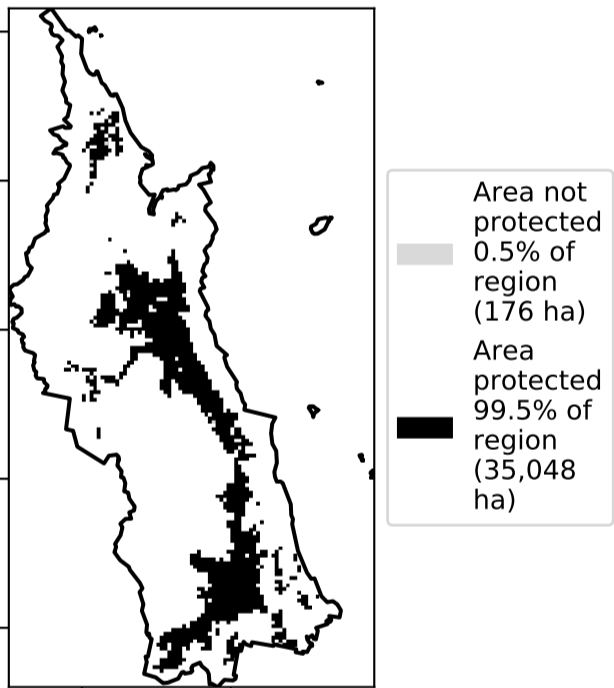 Area not
protected
0.5% of
region
(176 ha)
Area
protected
99.5% of
region
(35,048
ha)